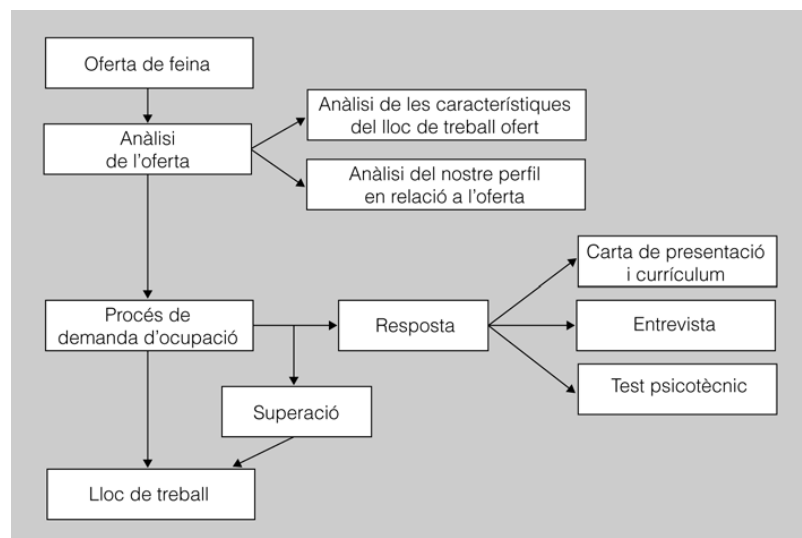 Oferta de feina
Anàlisi
de l’oferta
Anàlisi de les característiques
del lloc de treball ofert
Anàlisi del nostre perfil
en relació a l’oferta
Procés de
demanda d’ocupació
Resposta
Carta de presentació
i currículum
Entrevista
Test psicotècnic
Superació
Lloc de treball